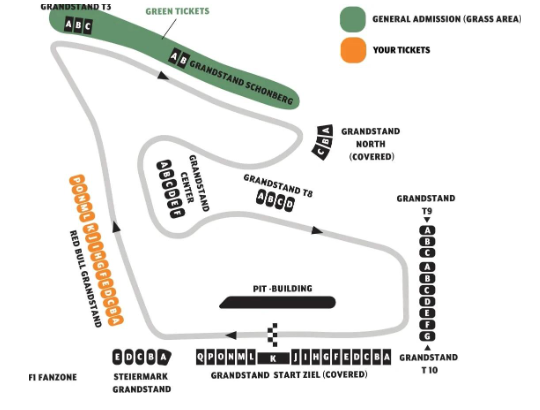 GRANDSTAND T3
GREEN TICKETS
GENERAL ADMISSION (GRASS AREA)
YOUR TICKETS
A B C
A B GRANDSTAND SCHONBERG
C B A
GRANDSTAND
NORTH
(COVERED)
GRANDSTAND
CENTER
A B C D E F
GRANDSTAND T8
A B C D
GRANDSTAND
T9
A
B
C
A
B
C
D
E
F
G
GRANDSTAND
T 10
P O N M L K J I H G F E D C B A
RED BULL GRANDSTAND
PIT -BUILDING
E D C B A
STEIERMARK
GRANDSTAND
Q P O N M L K J I H G F E D C B A
GRANDSTAND START ZIEL (COVERED)
F1 FANZONE